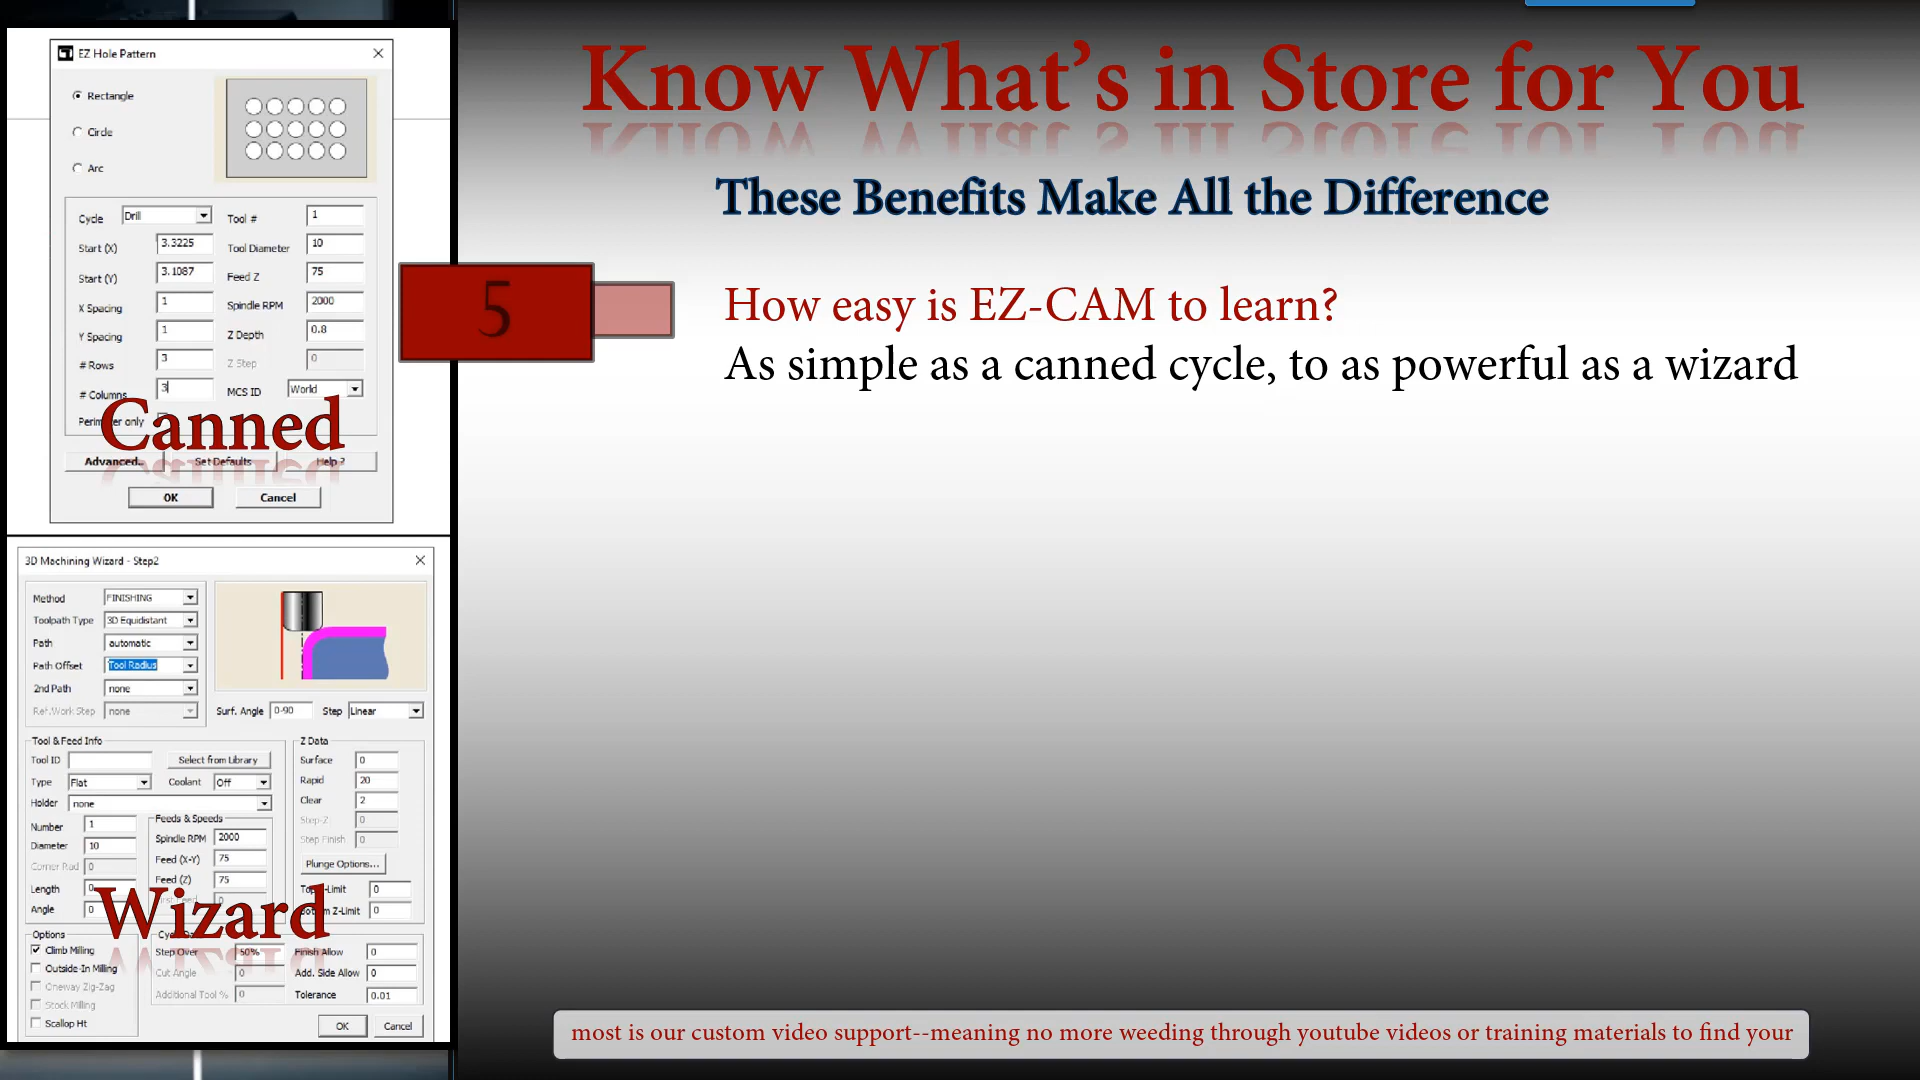 EZ Hole Pattern
Rectangle
Circle
Arc
Cycle Drill Tool # 1
Start (X) 3.3225 Tool Diameter 10
Start (Y) 3.1087 Feed Z 75
X Spacing 1 Spindle RPM 2000
Y Spacing 1 Z Depth 0.8
# Rows 3 Z Step 0
# Columns 3 MCS ID World
Canned
Advanced... Set Defaults Help ?
OK Cancel
3D Machining Wizard - Step2
Method FINISHING
Toolpath Type 3D Equidistant
Path automatic
Path Offset Tool Radius
2nd Path none
Ref.Work Step none
Surf. Angle 0-90 Step Linear
Tool & Feed Info
Tool ID Select from Library
Type Flat Coolant Off
Holder none
Number 1
Diameter 10
Corner Rad 0
Length 0
Angle 0
Feeds & Speeds
Spindle RPM 2000
Feed (X-Y) 75
Feed (Z) 75
Z Data
Surface 0
Rapid 20
Clear 2
Step-Z 0
Step Finish 0
Plunge Options...
-Limit 0
Z-Limit 0
Wizard
Options
Climb Milling
Outside-In Milling
Oneway Zig-Zag
Stock Milling
Scallop Ht
Step Over 50% Finish Allow 0
Cut Angle 0 Add. Side Allow 0
Additional Tool % 0 Tolerance 0.01
OK Cancel
Know What's in Store for You
These Benefits Make All the Difference
5
How easy is EZ-CAM to learn?
As simple as a canned cycle, to as powerful as a wizard
most is our custom video support--meaning no more weeding through youtube videos or training materials to find your